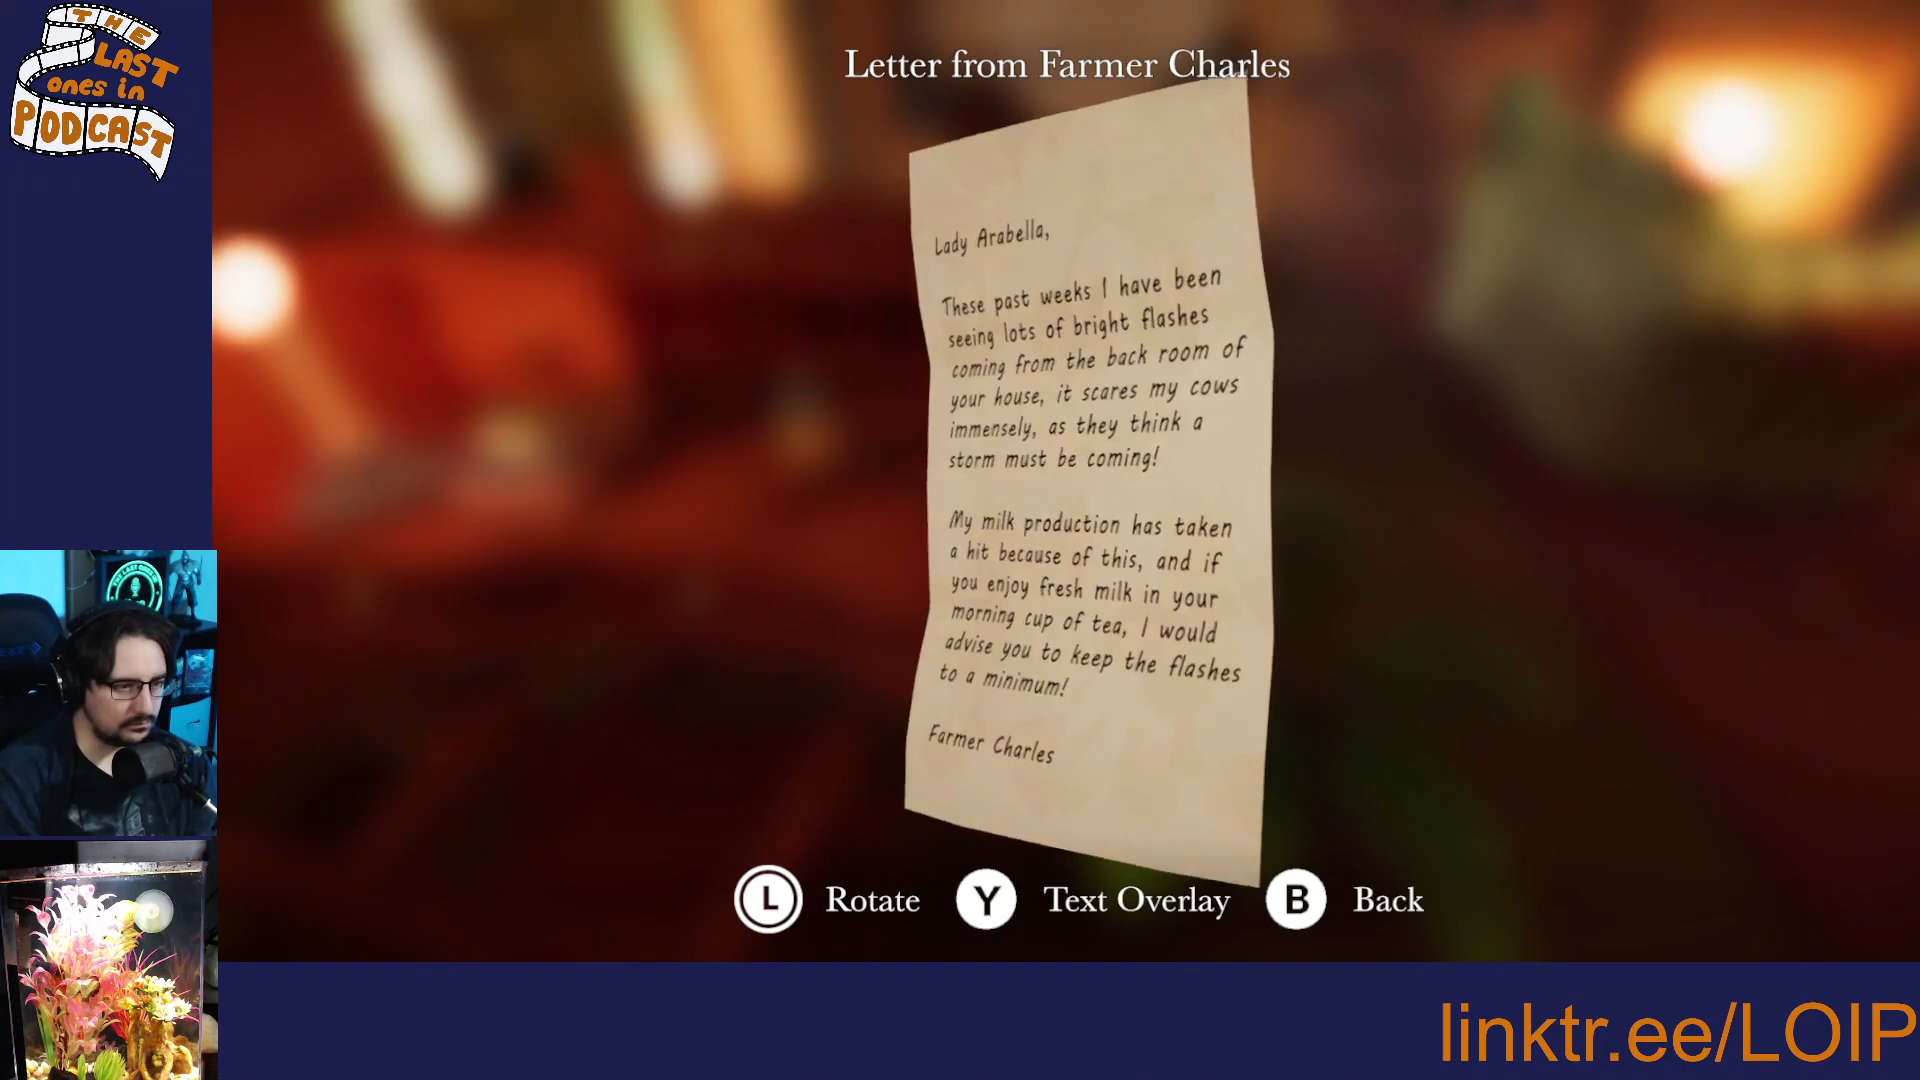 THE
LAST
ones in
PODCAST
Letter from Farmer Charles
Lady Arabella,
These past weeks I have been
seeing lots of bright flashes
coming from the back room of
your house, it scares my cows
immensely, as they think a
storm must be coming!
My milk production has taken
a hit because of this, and if
you enjoy fresh milk in your
morning cup of tea, I would
advise you to keep the flashes
to a minimum!
Farmer Charles
L Rotate Y Text Overlay B Back
linktr.ee/LOIP